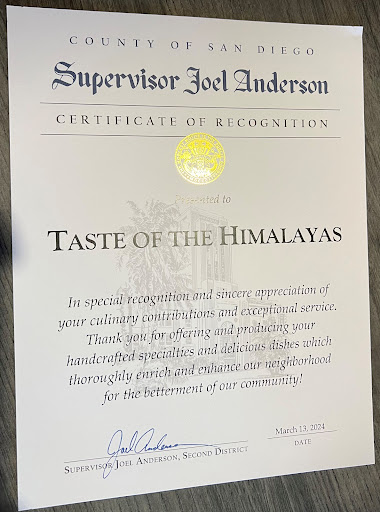 COUNTY OF SAN DIEGO
Supervisor Joel Anderson
CERTIFICATE OF RECOGNITION
Presented to
TASTE OF THE HIMALAYAS
In special recognition and sincere appreciation of
your culinary contributions and exceptional service.
Thank you for offering and producing your
handcrafted specialties and delicious dishes which
thoroughly enrich and enhance our neighborhood
for the betterment of our community!
Joel Anderson
March 13, 2024
SUPERVISOR JOEL ANDERSON, SECOND DISTRICT
DATE